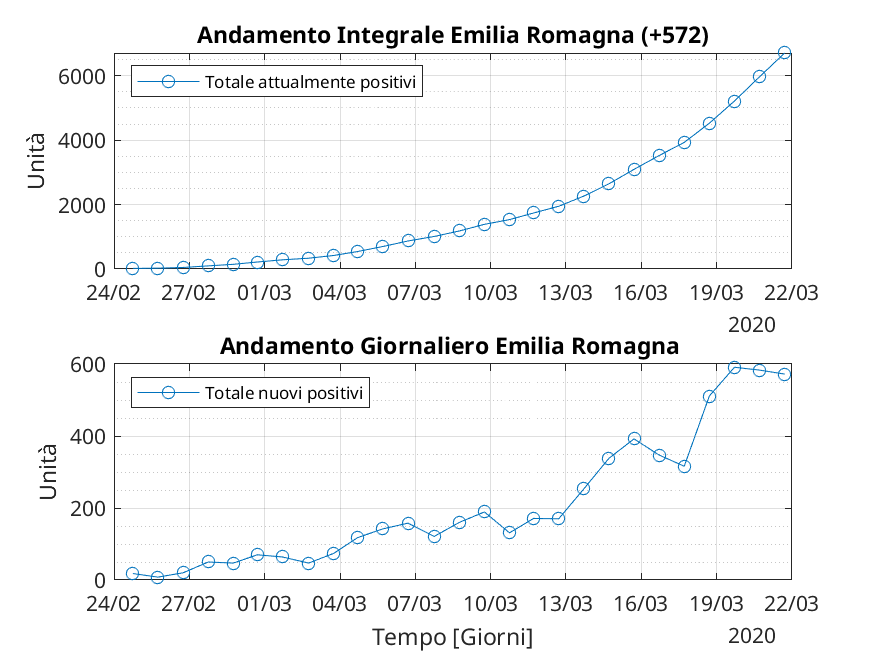 Andamento Integrale Emilia Romagna (+572)
6000
4000
2000
0
Unità
Totale attualmente positivi
24/02 27/02 01/03 04/03 07/03 10/03 13/03 16/03 19/03 22/03
2020
Andamento Giornaliero Emilia Romagna
600
400
200
0
Unità
Totale nuovi positivi
24/02 27/02 01/03 04/03 07/03 10/03 13/03 16/03 19/03 22/03
Tempo [Giorni]
2020